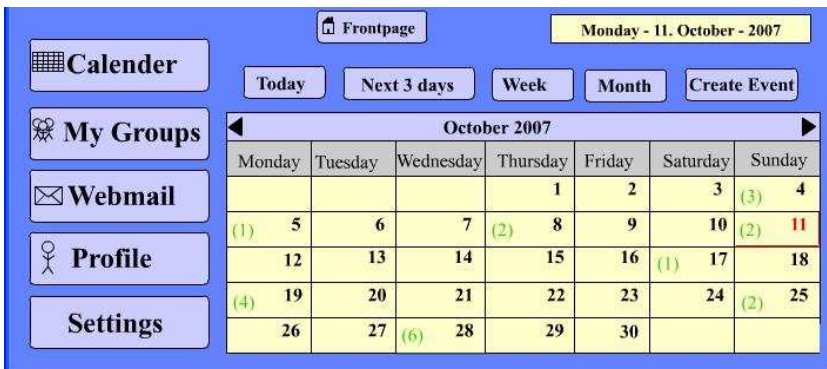 Frontpage
Monday - 11. October - 2007
Calender
My Groups
Webmail
Profile
Settings
Today Next 3 days Week Month Create Event
October 2007
Monday Tuesday Wednesday Thursday Friday Saturday Sunday
1 2 3 (3) 4
(1) 5 6 7 (2) 8 9 10 (2) 11
12 13 14 15 16 (1) 17 18
(4) 19 20 21 22 23 24 (2) 25
26 27 (6) 28 29 30